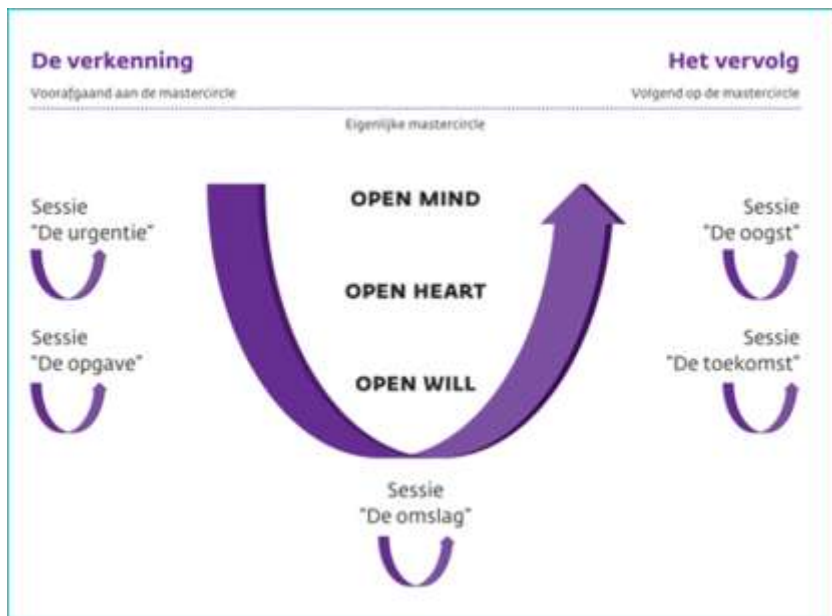 De verkenning
Voorafgaand aan de mastercircle
Het vervolg
Volgend op de mastercircle
Eigenlijke mastercircle
OPEN MIND
OPEN HEART
OPEN WILL
Sessie
"De urgentie"
Sessie
"De opgave"
Sessie
"De omslag"
Sessie
"De oogst"
Sessie
"De toekomst"